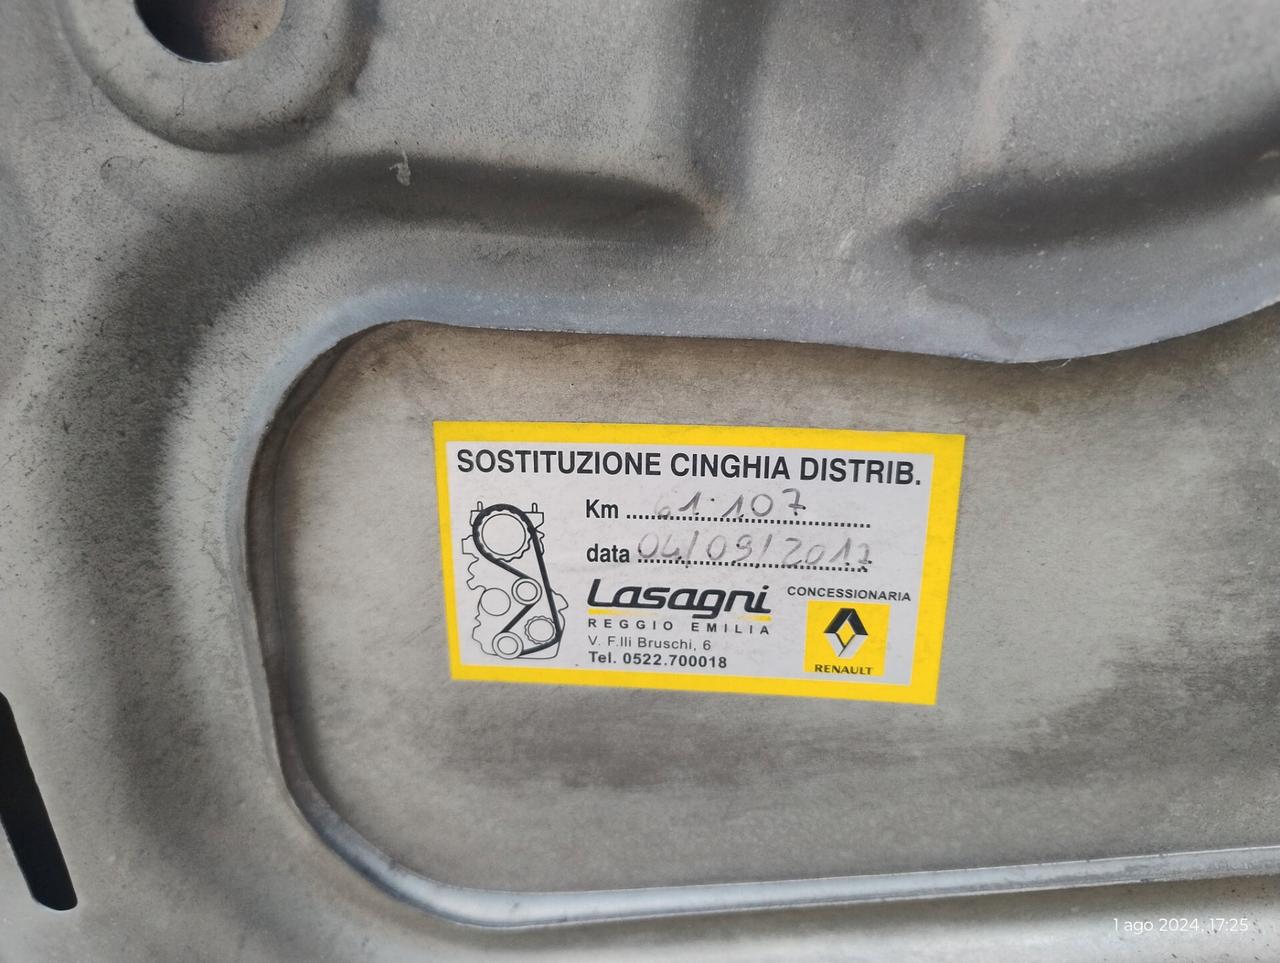 SOSTITUZIONE CINGHIA DISTRIB.
Km 61.107
data 04/09/2017
Lasagni
REGGIO EMILIA
V. F.lli Bruschi, 6
Tel. 0522.700018
CONCESSIONARIA
RENAULT
1 ago 2024, 17:25